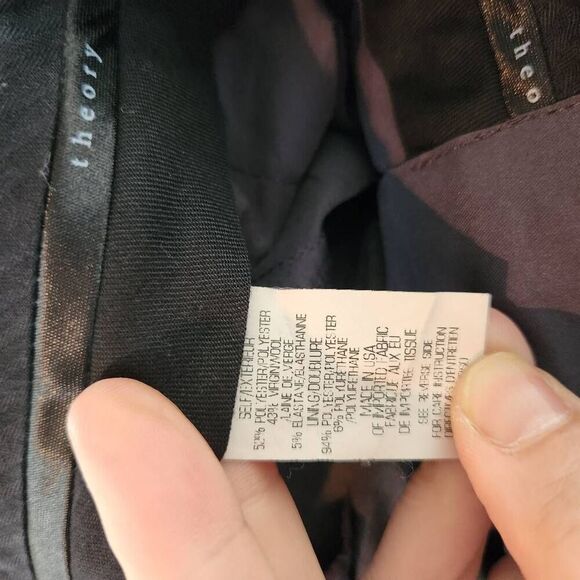 theory
theo
SELF/EXTERIEUR
52% POLYESTER/POLYESTER
43% VIRGIN WOOL
LAINE DE VIERGE
5% ELASTANE/ELASTHANNE
LINING/DOUBLURE
94% POLYESTER/POLYESTER
6% POLYURETHANE
/POLYURETHANE
MADE IN USA
OF IMPORTED FABRIC
FABRIQUE AUX EU
DE IMPORTEE TISSUE
SEE REVERSE SIDE
FOR CARE INSTRUCTION
DIRECTIVES D'ENTRETIEN